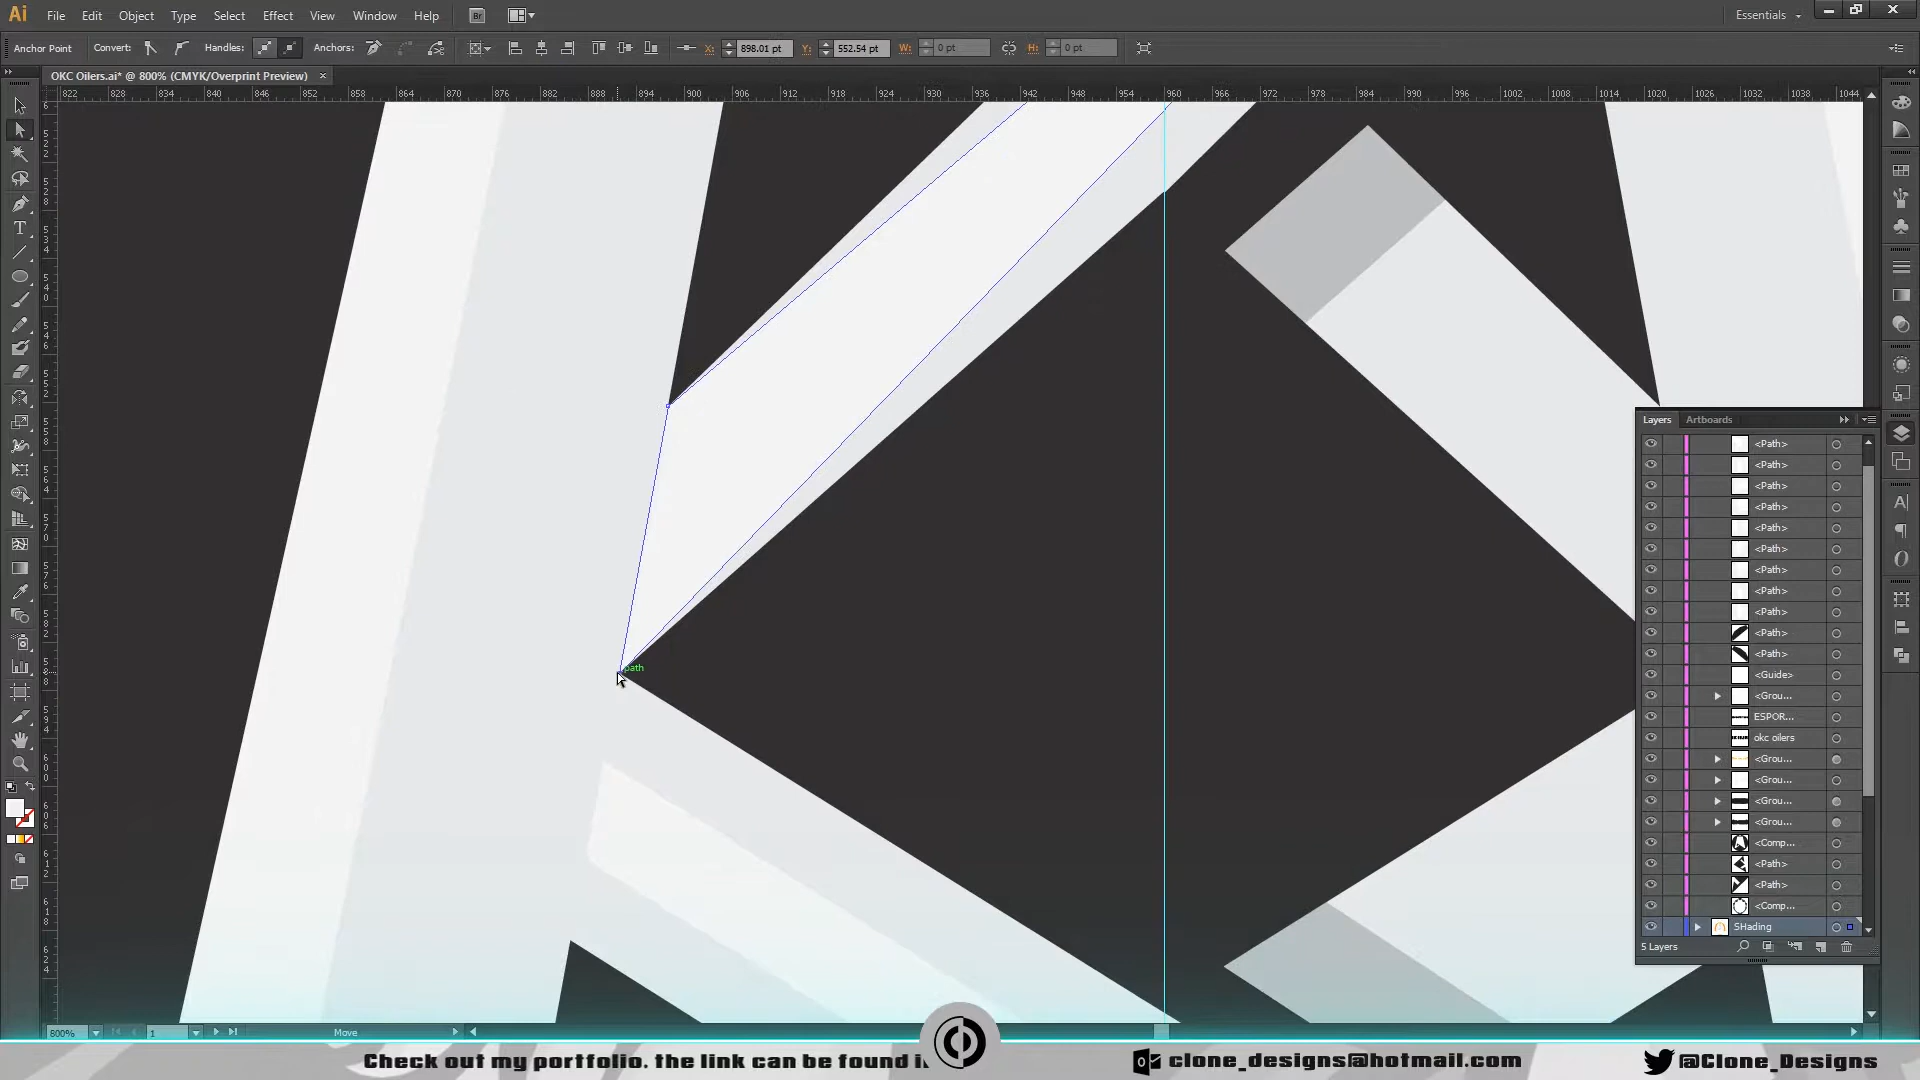 Ai File Edit Object Type Select Effect View Window Help Br Essentials
Anchor Point Convert: Handles: Anchors: X: 898.01 pt Y: 552.54 pt W: 0 pt H: 0 pt
OKC Oilers.ai* @ 800% (CMYK/Overprint Preview) ×
822 828 834 840 846 852 858 864 870 876 882 888 894 900 906 912 918 924 930 936 942 948 954 960 966 972 978 984 990 996 1002 1008 1014 1020 1026 1032 1038 1044
path
Layers Artboards
<Path>
<Path>
<Path>
<Path>
<Path>
<Path>
<Path>
<Path>
<Path>
<Path>
<Path>
<Guide>
<Grou...
ESPOR...
okc oilers
<Grou...
<Grou...
<Grou...
<Grou...
<Comp...
<Path>
<Path>
<Comp...
SHading
5 Layers
800% 1 Move
Check out my portfolio. the link can be found i
clone_designs@hotmail.com
@Clone_Designs